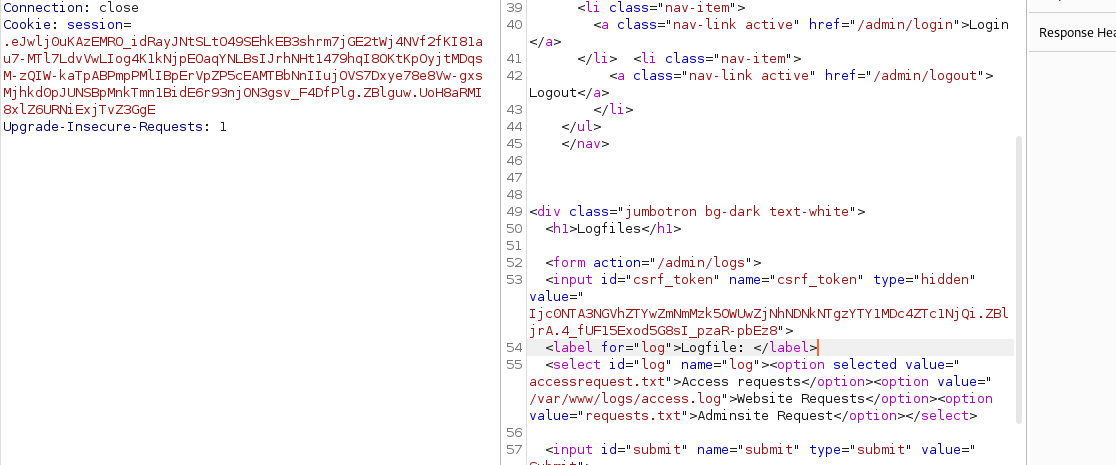 Connection: close
Cookie: session=
.eJwlj0uKAzEMRO_idRayJNtSLtO49SEhkEB3shrm7jGE2tWj4NVf2fKI81a
u7-MTl7LdvVwLIog4K1kNjpEOaqYNLBsIJrhNHt1479hqI8OKtKpOyjtMDqs
M-zQIW-kaTpABPmpPMlIBpErVpZP5cEAMTBbNnIIujOVS7Dxye78e8Vw-gxs
Mjhkd0pJUNSBpMnkTmn1BidE6r93njON3gsv_F4DfPlg.ZBlguw.UoH8aRMI
8xlZ6URNiExjTvZ3GgE
Upgrade-Insecure-Requests: 1
39 <li class="nav-item">
40 <a class="nav-link active" href="/admin/login">Login
</a>
41 </li>  <li class="nav-item">
42 <a class="nav-link active" href="/admin/logout">
Logout</a>
43 </li>
44 </ul>
45 </nav>
46
47
48
49 <div class="jumbotron bg-dark text-white">
50 <h1>Logfiles</h1>
51
52 <form action="/admin/logs">
53 <input id="csrf_token" name="csrf_token" type="hidden"
value="
Ijc0NTA3NGVhZTYwZmNmMzk5OWUwZjNhNDNkNTgzYTY1MDc4ZTc1NjQi.ZBl
jrA.4_fUF15Exod5G8sI_pzaR-pbEz8">
54 <label for="log">Logfile: </label>
55 <select id="log" name="log"><option selected value="
accessrequest.txt">Access requests</option><option value="
/var/www/logs/access.log">Website Requests</option><option
value="requests.txt">Adminsite Request</option></select>
56
57 <input id="submit" name="submit" type="submit" value="
Submit">
Response Hea